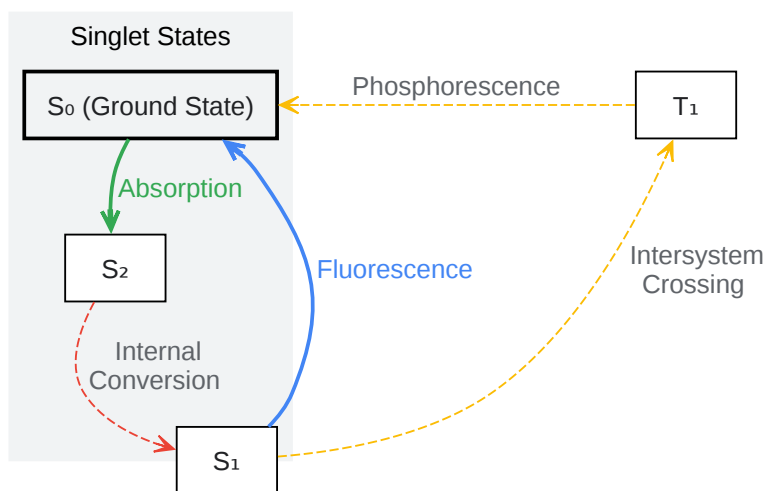 Singlet States
S₀ (Ground State)
Phosphorescence
T₁
Absorption
S₂
Fluorescence
Intersystem
Crossing
Internal
Conversion
S₁